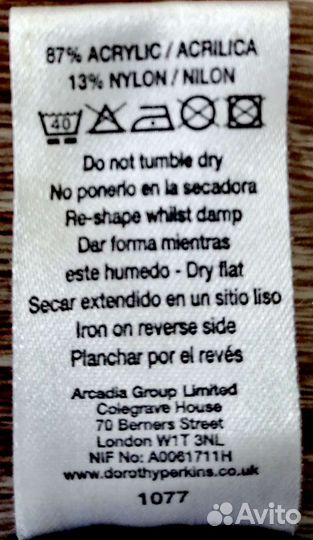 87% ACRYLIC / ACRILICA
13% NYLON / NILON
40
Do not tumble dry
No ponerlo en la secadora
Re-shape whilst damp
Dar forma mientras
este humedo - Dry flat
Secar extendido en un sitio liso
Iron on reverse side
Planchar por el revés
Arcadia Group Limited
Colegrave House
70 Berners Street
London W1T 3NL
NIF No: A0061711H
www.dorothyperkins.co.uk
1077
Avito